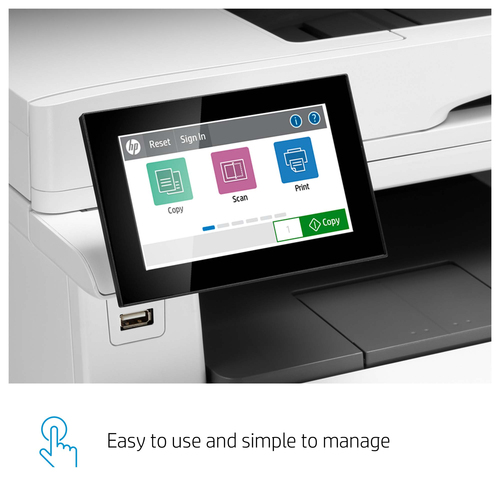 hp Reset Sign In i ?
Copy Scan Print
1 Copy
Easy to use and simple to manage